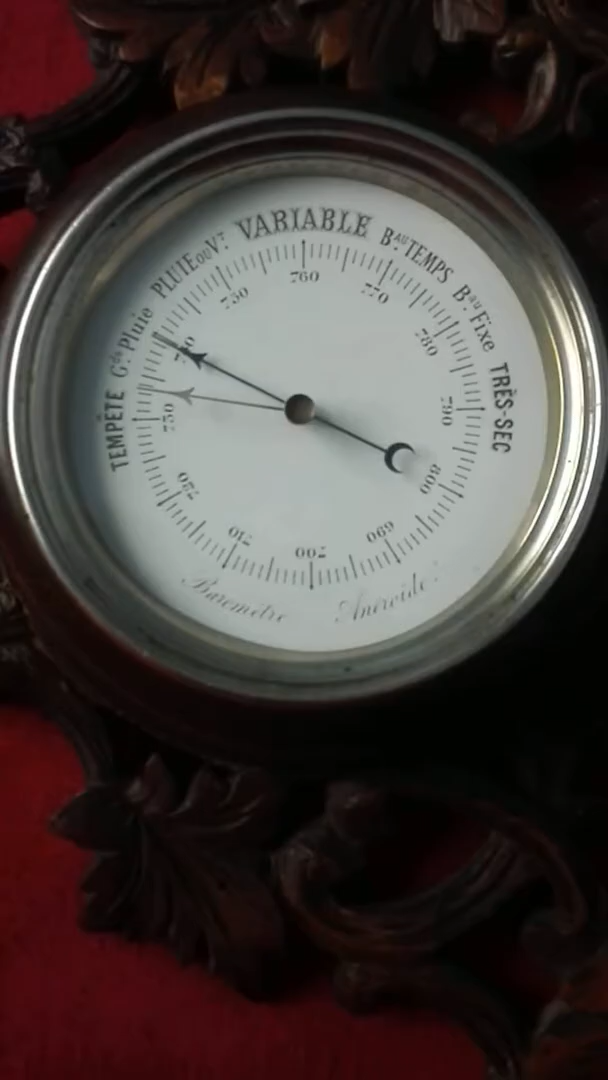 TEMPÊTE
Gde Pluie
PLUIE ou Vt
VARIABLE
Bau TEMPS
Bau Fixe
TRÈS-SEC
730
740
750
760
770
780
790
800
690
700
710
720
Baromètre Anéroïde